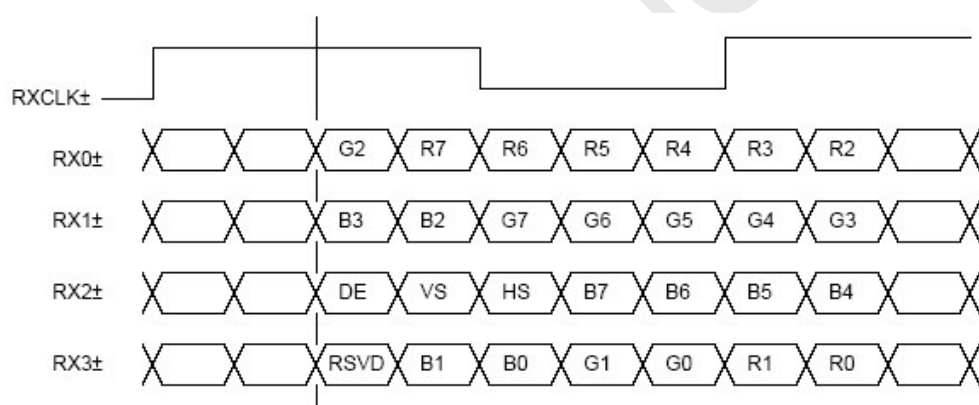 RXCLK±
RX0± G2 R7 R6 R5 R4 R3 R2
RX1± B3 B2 G7 G6 G5 G4 G3
RX2± DE VS HS B7 B6 B5 B4
RX3± RSVD B1 B0 G1 G0 R1 R0